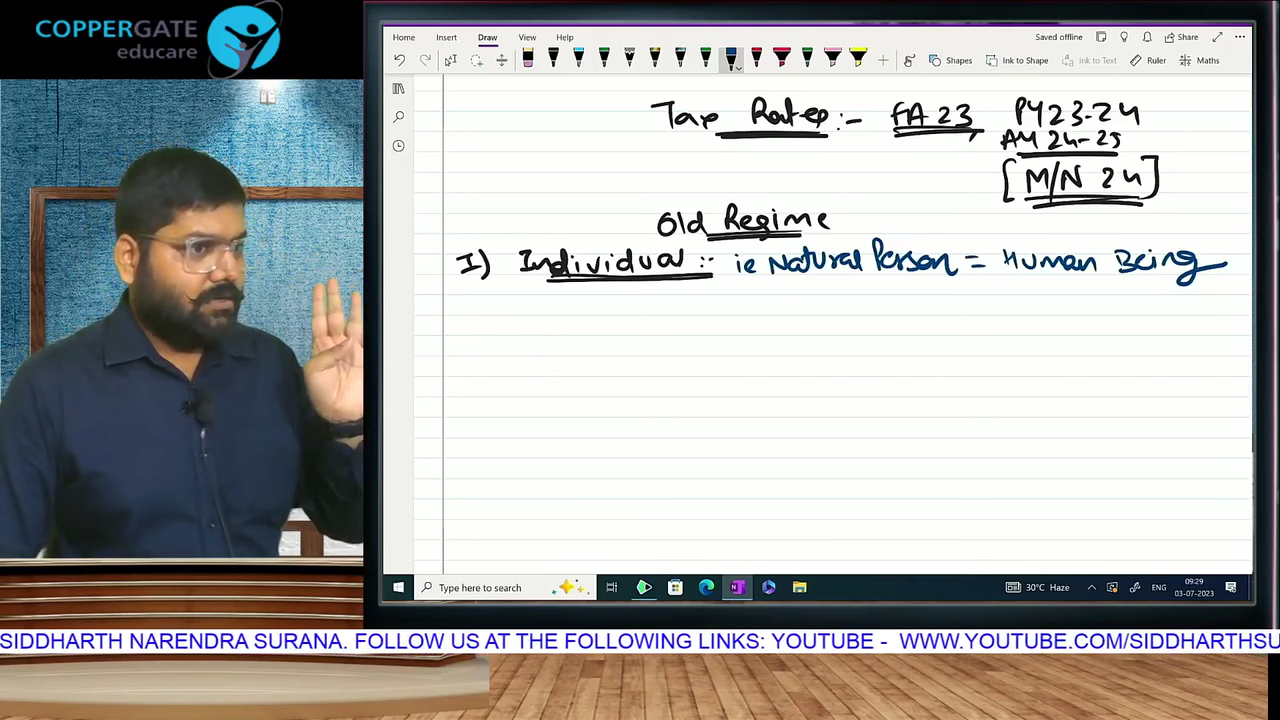 COPPERGATE
educare
Home Insert Draw View Help
Saved offline
Share
Shapes
Ink to Shape
Ink to Text
Ruler
Maths
Tax Rates :- FA 23 PY 23-24
AY 24-25
[M/N 24]
Old Regime
I) Individual :- ie Natural Person = Human Being
Type here to search
30°C Haze
ENG
09:29
03-07-2023
SIDDHARTH NARENDRA SURANA. FOLLOW US AT THE FOLLOWING LINKS: YOUTUBE - WWW.YOUTUBE.COM/SIDDHARTHSU